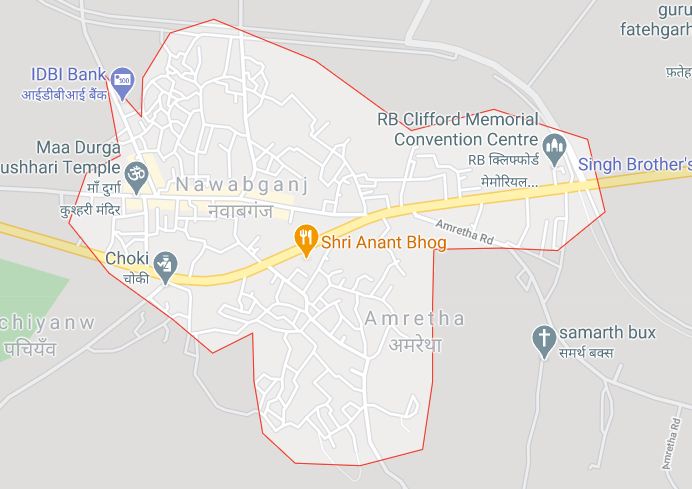 guru
fatehgarh
फ़तेह
IDBI Bank
आईडीबीआई बैंक
RB Clifford Memorial
Convention Centre
RB क्लिफ्फोर्ड
मेमोरियल...
Maa Durga
ushhari Temple
माँ दुर्गा
कुश्हरी मंदिर
Singh Brother's
Nawabganj
नवाबगंज
Amretha Rd
Shri Anant Bhog
Choki
चोकी
chiyanw
पचियँव
Amretha
अमरेथा
samarth bux
समर्थ बक्स
Amretha Rd